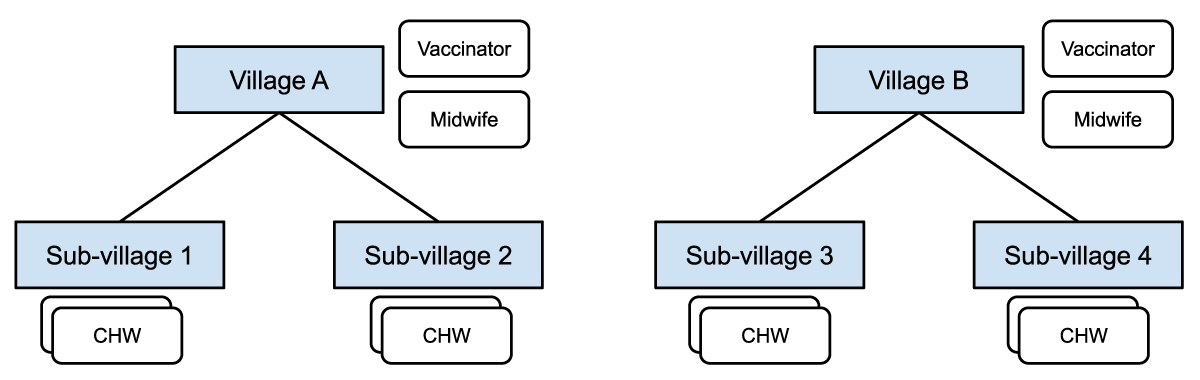 Village A
Vaccinator
Midwife
Sub-village 1
CHW
Sub-village 2
CHW
Village B
Vaccinator
Midwife
Sub-village 3
CHW
Sub-village 4
CHW